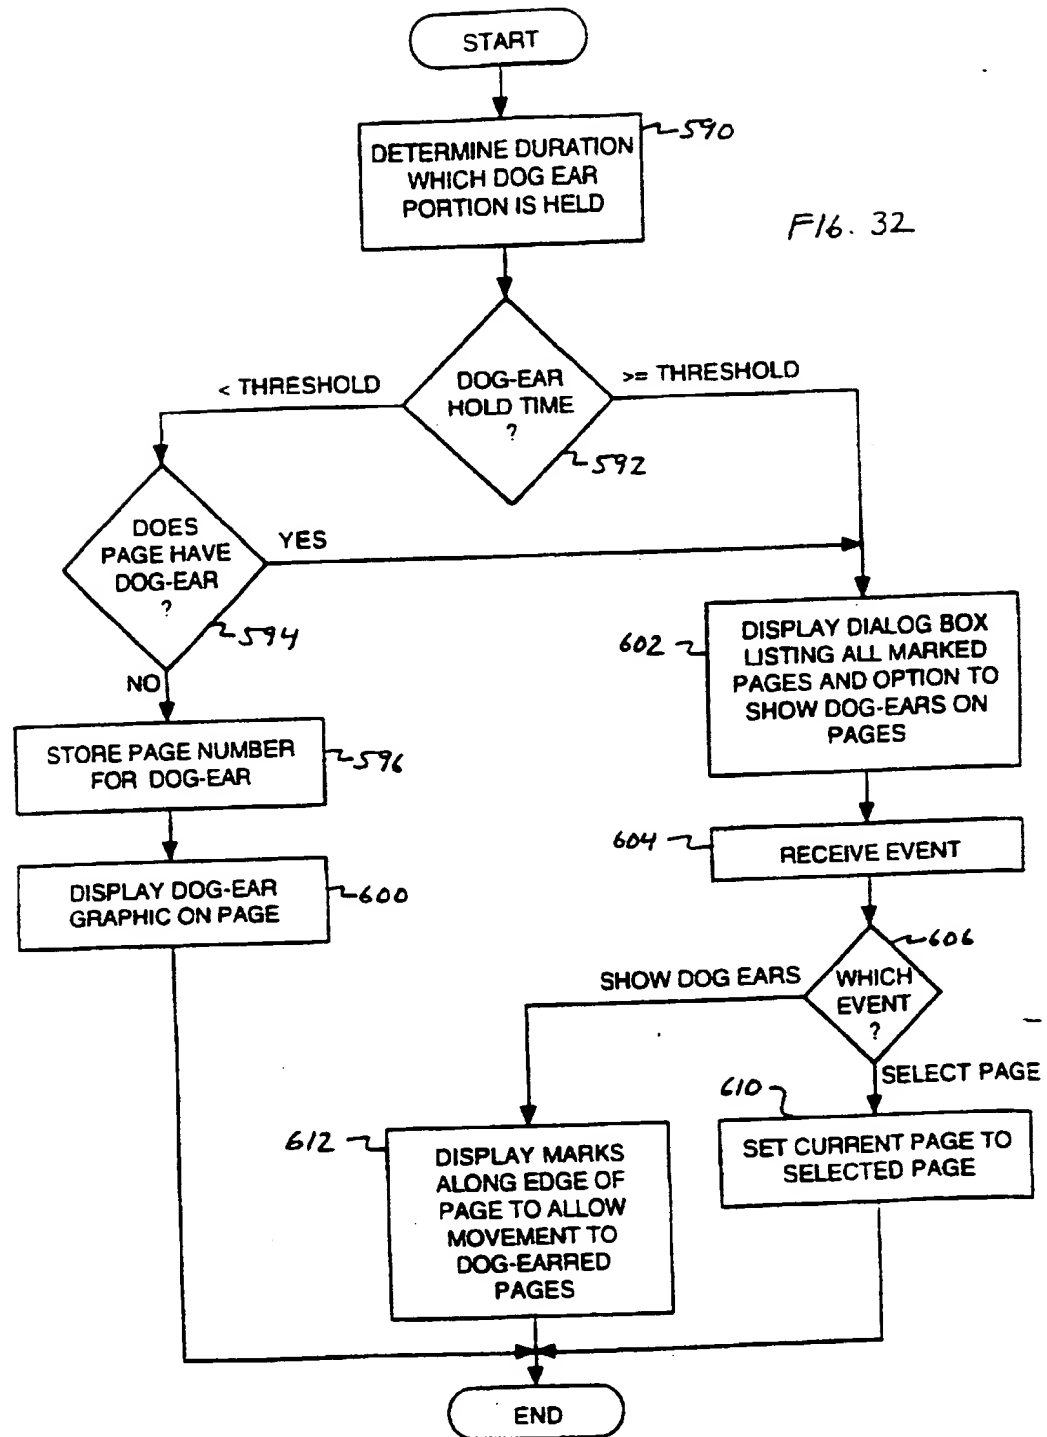 START
DETERMINE DURATION
WHICH DOG EAR
PORTION IS HELD
590
FIG. 32
< THRESHOLD
DOG-EAR
HOLD TIME
?
>= THRESHOLD
592
DOES
PAGE HAVE
DOG-EAR
?
YES
594
NO
602
DISPLAY DIALOG BOX
LISTING ALL MARKED
PAGES AND OPTION TO
SHOW DOG-EARS ON
PAGES
STORE PAGE NUMBER
FOR DOG-EAR
596
604
RECEIVE EVENT
DISPLAY DOG-EAR
GRAPHIC ON PAGE
600
606
SHOW DOG EARS
WHICH
EVENT
?
SELECT PAGE
610
SET CURRENT PAGE TO
SELECTED PAGE
612
DISPLAY MARKS
ALONG EDGE OF
PAGE TO ALLOW
MOVEMENT TO
DOG-EARRED
PAGES
END